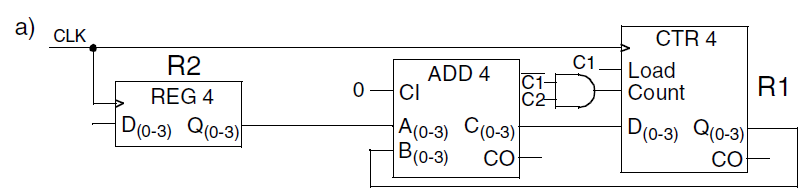 a) CLK
R2
REG 4
D(0-3) Q(0-3)
ADD 4
0 CI
A(0-3) C(0-3)
B(0-3) CO
C̅1̅
C2
CTR 4
C1 Load
Count
R1
D(0-3) Q(0-3)
CO